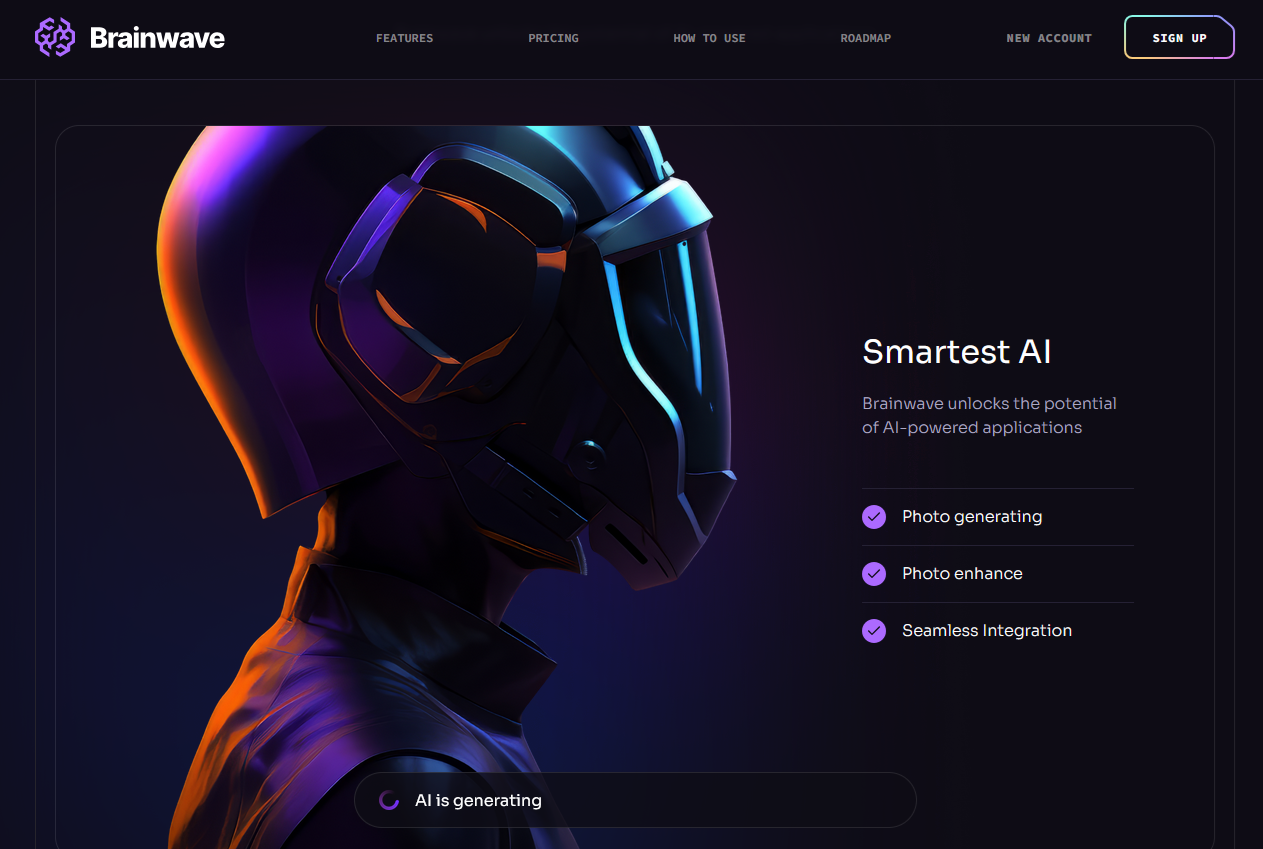 Brainwave
FEATURES
PRICING
HOW TO USE
ROADMAP
NEW ACCOUNT
SIGN UP
Smartest AI
Brainwave unlocks the potential
of AI-powered applications
Photo generating
Photo enhance
Seamless Integration
AI is generating